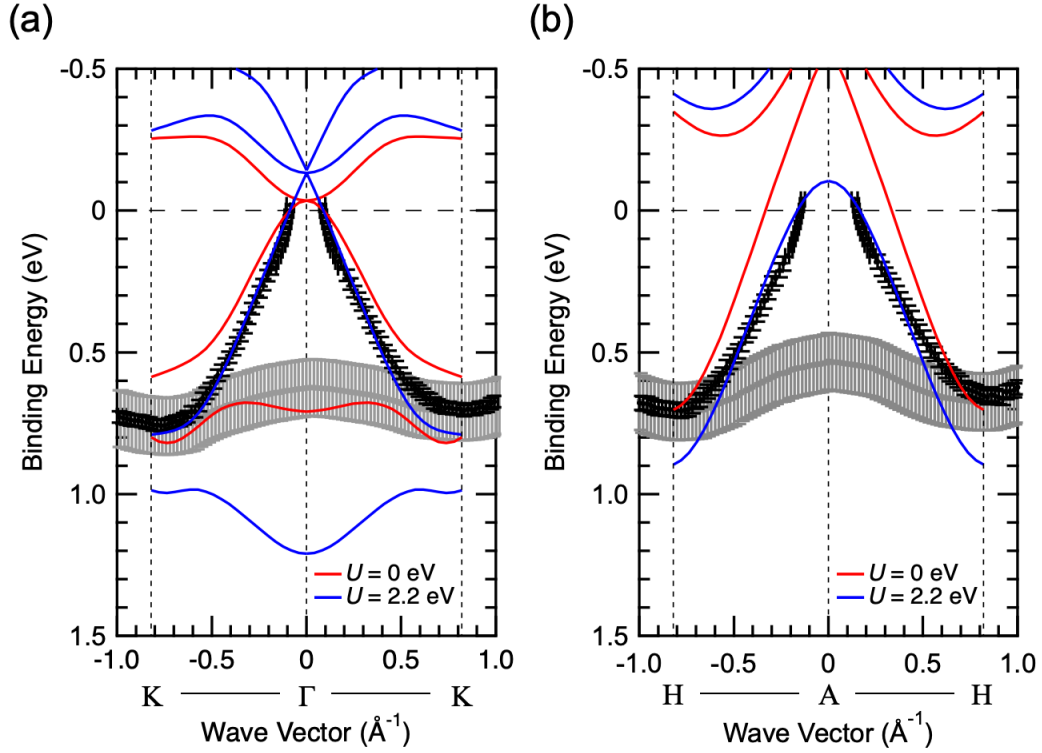 (a)
(b)
-0.5
0
0.5
1.0
1.5
Binding Energy (eV)
U = 0 eV
U = 2.2 eV
-1.0 -0.5 0 0.5 1.0
K Γ K
Wave Vector (Å-1)
-0.5
0
0.5
1.0
1.5
Binding Energy (eV)
U = 0 eV
U = 2.2 eV
-1.0 -0.5 0 0.5 1.0
H A H
Wave Vector (Å-1)